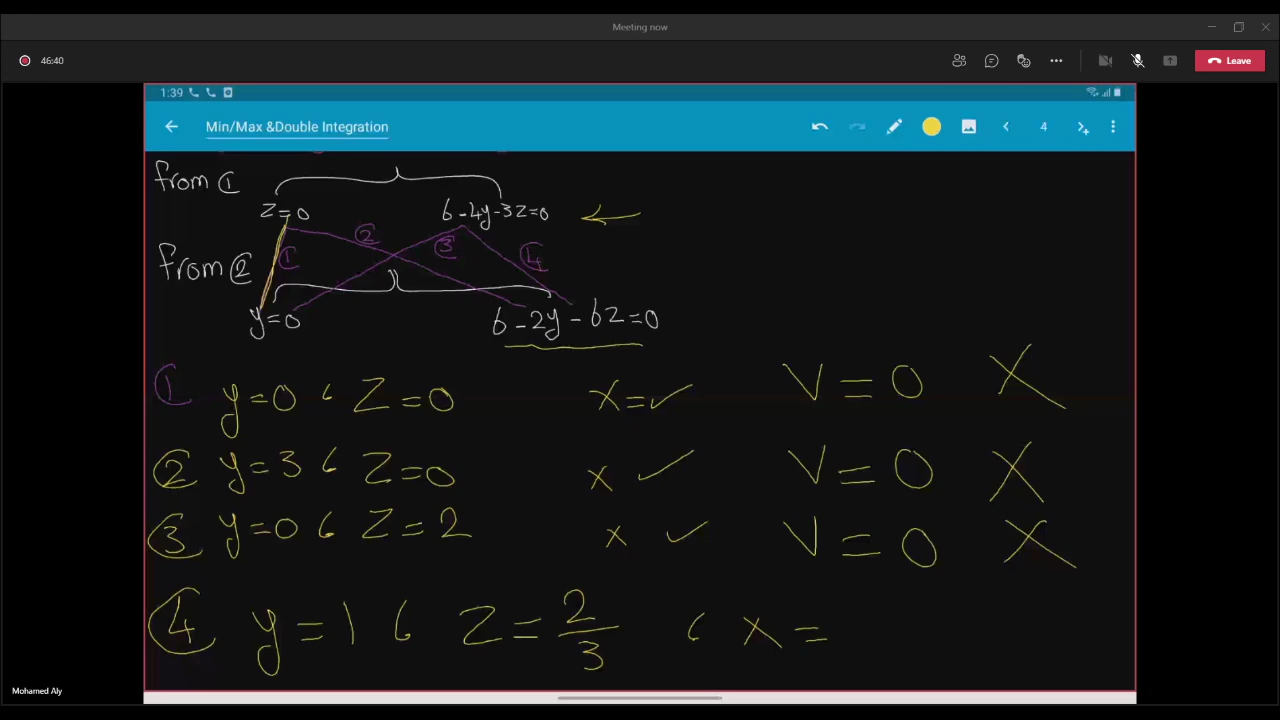 Meeting now
46:40
Leave
1:39
Min/Max &Double Integration
4
from ①
z=0 6-4y-3z=0
② ③ ④
①
from ②
y=0 6-2y-6z=0
① y=0 , z=0 x=✓ V=0 X
② y=3 , z=0 x ✓ V=0 X
③ y=0 , z=2 x ✓ V=0 X
④ y=1 , z=2/3 , x=
Mohamed Aly